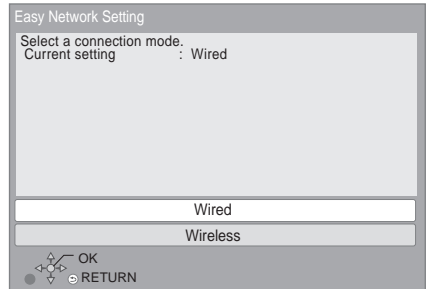 Easy Network Setting
Select a connection mode.
Current setting : Wired
Wired
Wireless
OK
RETURN